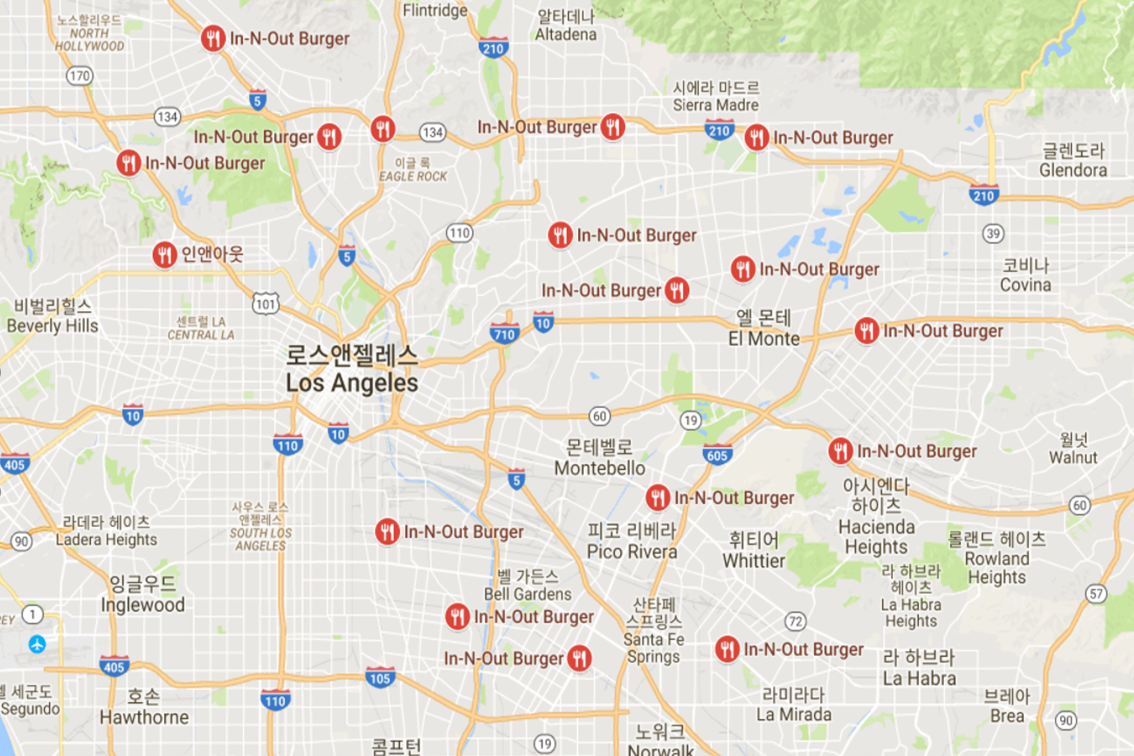 Flintridge
알타데나
Altadena
노스할리우드
NORTH
HOLLYWOOD
In-N-Out Burger
210
170
5
시에라 마드르
Sierra Madre
134
In-N-Out Burger
134
In-N-Out Burger
210
In-N-Out Burger
글렌도라
Glendora
In-N-Out Burger
이글 록
EAGLE ROCK
210
110
In-N-Out Burger
39
인앤아웃
5
In-N-Out Burger
코비나
Covina
In-N-Out Burger
101
비벌리힐스
Beverly Hills
센트럴 LA
CENTRAL LA
710
10
엘 몬테
El Monte
In-N-Out Burger
로스앤젤레스
Los Angeles
10
60
19
110
10
405
몬테벨로
Montebello
605
In-N-Out Burger
월넛
Walnut
5
In-N-Out Burger
아시엔다
하이츠
Hacienda
Heights
60
라데라 헤이츠
Ladera Heights
사우스 로스
앤젤레스
SOUTH LOS
ANGELES
In-N-Out Burger
피코 리베라
Pico Rivera
휘티어
Whittier
롤랜드 헤이츠
Rowland
Heights
90
잉글우드
Inglewood
벨 가든스
Bell Gardens
라 하브라
헤이츠
La Habra
Heights
57
1
In-N-Out Burger
산타페
스프링스
Santa Fe
Springs
72
In-N-Out Burger
In-N-Out Burger
라 하브라
La Habra
405
105
세군도
Segundo
호손
Hawthorne
110
라미라다
La Mirada
브레아
Brea
90
콤프턴
19
노워크
Norwalk